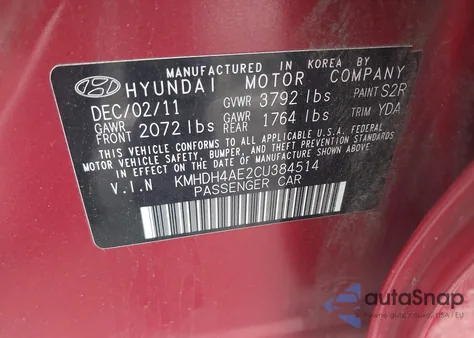 MANUFACTURED IN KOREA BY
HYUNDAI MOTOR COMPANY
DEC/02/11 GVWR 3792 lbs PAINT S2R
GAWR FRONT 2072 lbs GAWR REAR 1764 lbs TRIM YDA
THIS VEHICLE CONFORMS TO ALL APPLICABLE U.S.A. FEDERAL
MOTOR VEHICLE SAFETY, BUMPER, AND THEFT PREVENTION
STANDARDS IN EFFECT ON THE DATE OF MANUFACTURE SHOWN ABOVE.
V.I.N KMHDH4AE2CU384514
PASSENGER CAR
autoSnap